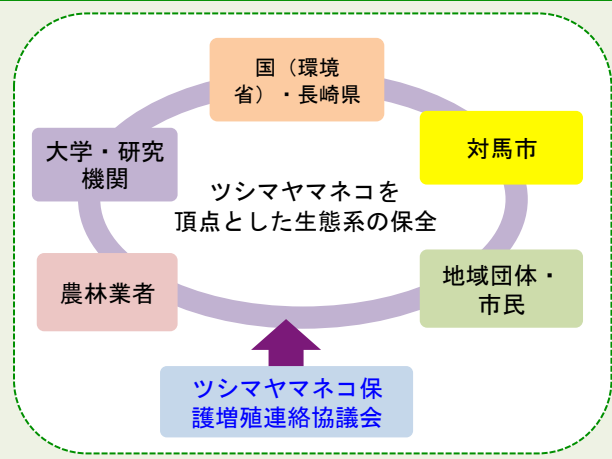 国（環境
省）・長崎県
対馬市
大学・研究
機関
ツシマヤマネコを
頂点とした生態系の保全
農林業者
地域団体・
市民
ツシマヤマネコ保
護増殖連絡協議会